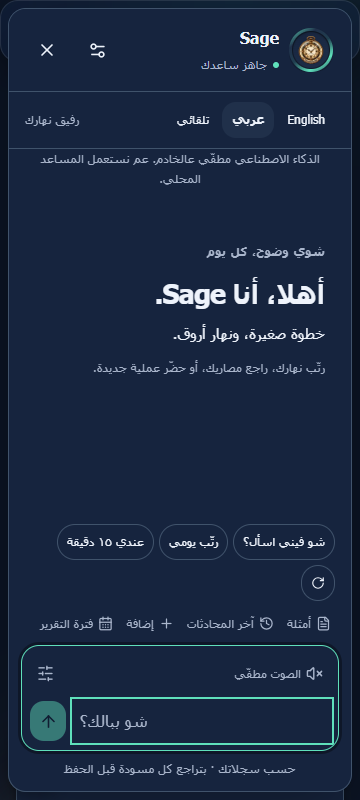 Sage
جاهز ساعدك
English
عربي
تلقائي
رفيق نهارك
الذكاء الاصطناعي مطفّي عالخادم. عم نستعمل المساعد
المحلي.
شوي وضوح، كل يوم
أهلا، أنا Sage.
خطوة صغيرة، ونهار أروق.
رتّب نهارك، راجع مصاريك، أو حضّر عملية جديدة.
شو فيني اسأل؟
رتّب يومي
عندي ١٥ دقيقة
أمثلة
آخر المحادثات
إضافة
فترة التقرير
الصوت مطفّي
شو ببالك؟
حسب سجلاتك · بتراجع كل مسودة قبل الحفظ